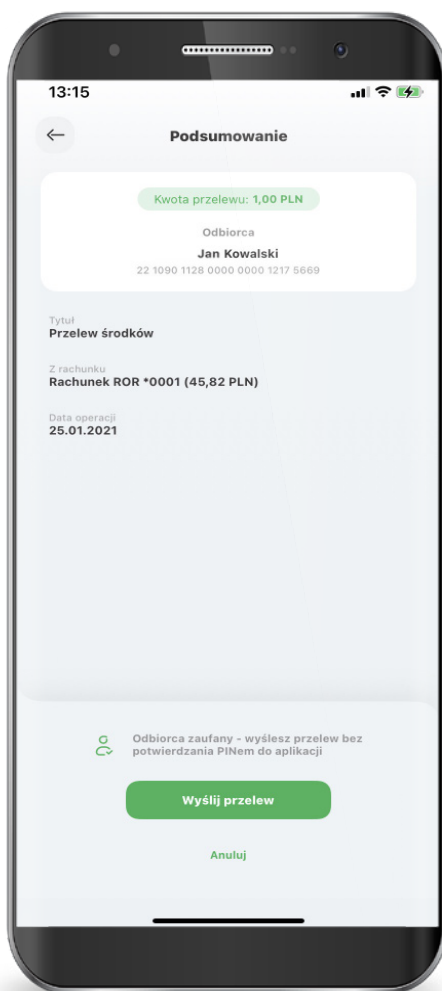 13:15
Podsumowanie
Kwota przelewu: 1,00 PLN
Odbiorca
Jan Kowalski
22 1090 1128 0000 0000 1217 5669
Tytuł
Przelew środków
Z rachunku
Rachunek ROR *0001 (45,82 PLN)
Data operacji
25.01.2021
Odbiorca zaufany - wyślesz przelew bez
potwierdzania PINem do aplikacji
Wyślij przelew
Anuluj